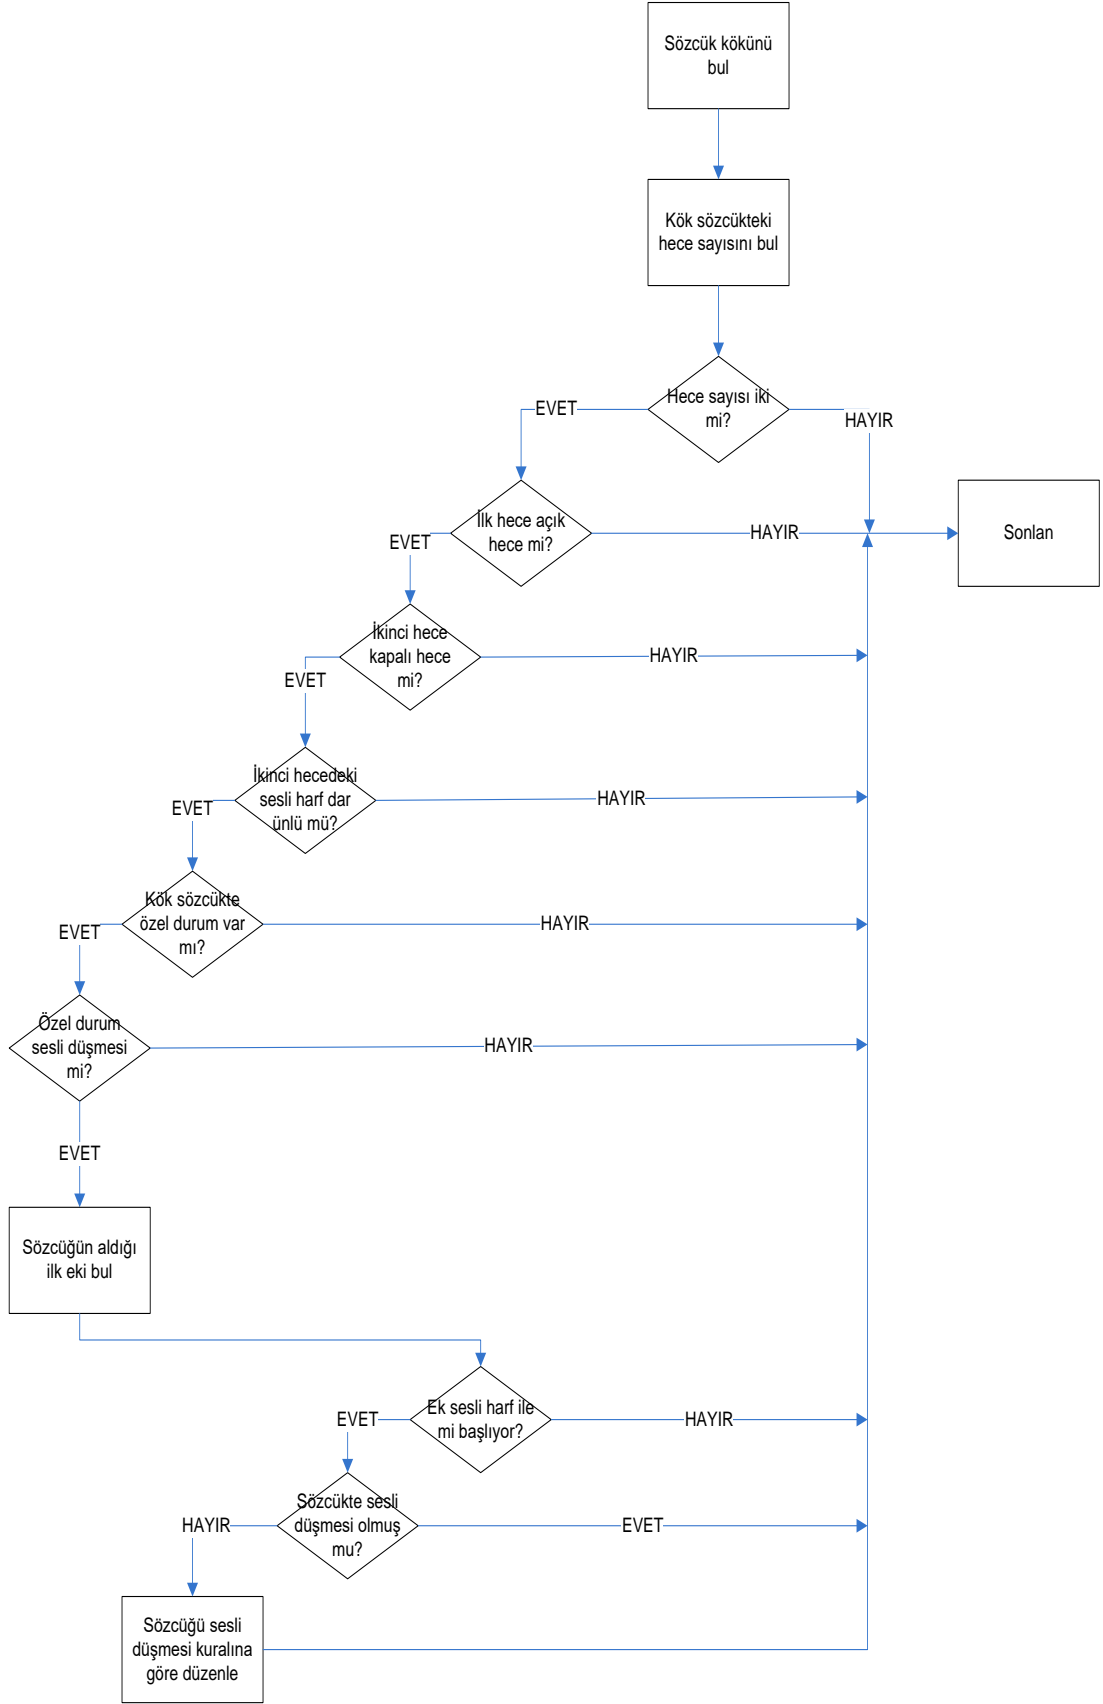 Sözcük kökünü
bul
Kök sözcükteki
hece sayısını bul
Hece sayısı iki
mi?
EVET
HAYIR
İlk hece açık
hece mi?
EVET
HAYIR
Sonlan
İkinci hece
kapalı hece
mi?
EVET
HAYIR
İkinci hecedeki
sesli harf dar
ünlü mü?
EVET
HAYIR
Kök sözcükte
özel durum var
mı?
EVET
HAYIR
Özel durum
sesli düşmesi
mi?
HAYIR
EVET
Sözcüğün aldığı
ilk eki bul
Ek sesli harf ile
mi başlıyor?
EVET
HAYIR
Sözcükte sesli
düşmesi olmuş
mu?
HAYIR
EVET
Sözcüğü sesli
düşmesi kuralına
göre düzenle